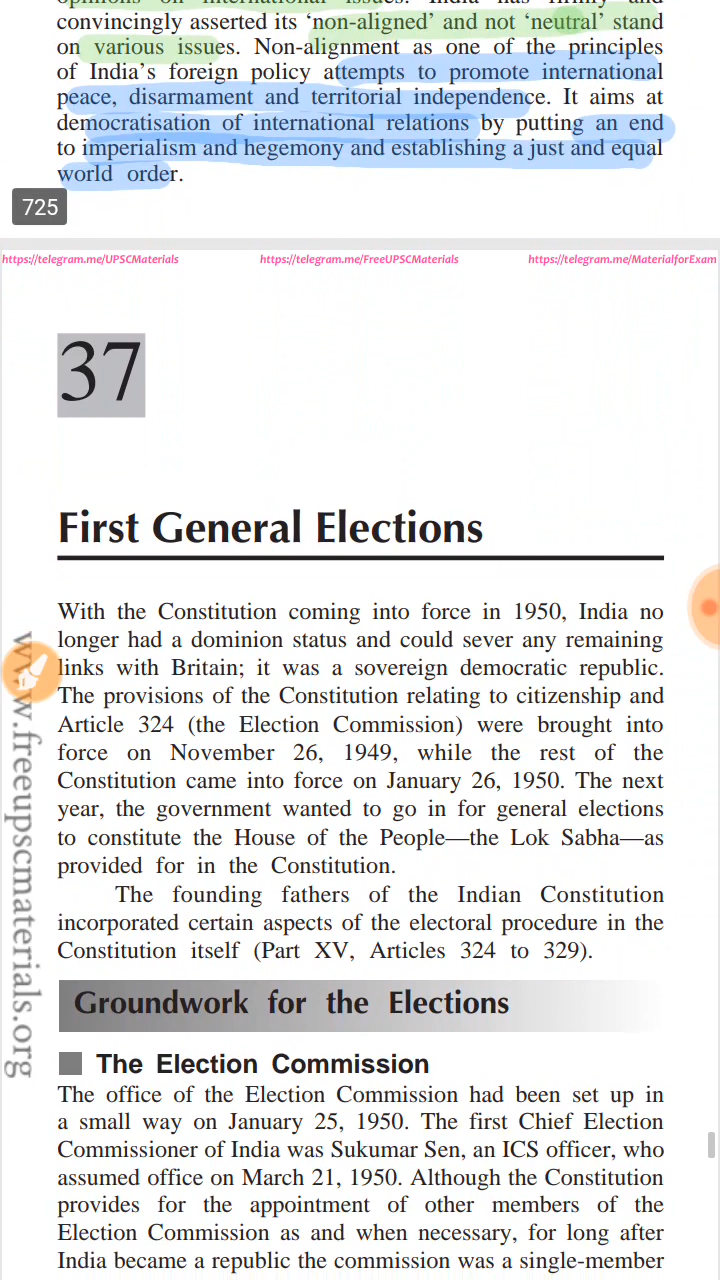 convincingly asserted its ‘non-aligned’ and not ‘neutral’ stand
on various issues. Non-alignment as one of the principles
of India’s foreign policy attempts to promote international
peace, disarmament and territorial independence. It aims at
democratisation of international relations by putting an end
to imperialism and hegemony and establishing a just and equal
world order.
725
https://telegram.me/UPSCMaterials https://telegram.me/FreeUPSCMaterials https://telegram.me/MaterialforExam
37
First General Elections
With the Constitution coming into force in 1950, India no
longer had a dominion status and could sever any remaining
links with Britain; it was a sovereign democratic republic.
The provisions of the Constitution relating to citizenship and
Article 324 (the Election Commission) were brought into
force on November 26, 1949, while the rest of the
Constitution came into force on January 26, 1950. The next
year, the government wanted to go in for general elections
to constitute the House of the People—the Lok Sabha—as
provided for in the Constitution.
The founding fathers of the Indian Constitution
incorporated certain aspects of the electoral procedure in the
Constitution itself (Part XV, Articles 324 to 329).
Groundwork for the Elections
The Election Commission
The office of the Election Commission had been set up in
a small way on January 25, 1950. The first Chief Election
Commissioner of India was Sukumar Sen, an ICS officer, who
assumed office on March 21, 1950. Although the Constitution
provides for the appointment of other members of the
Election Commission as and when necessary, for long after
India became a republic the commission was a single-member
www.freeupscmaterials.org